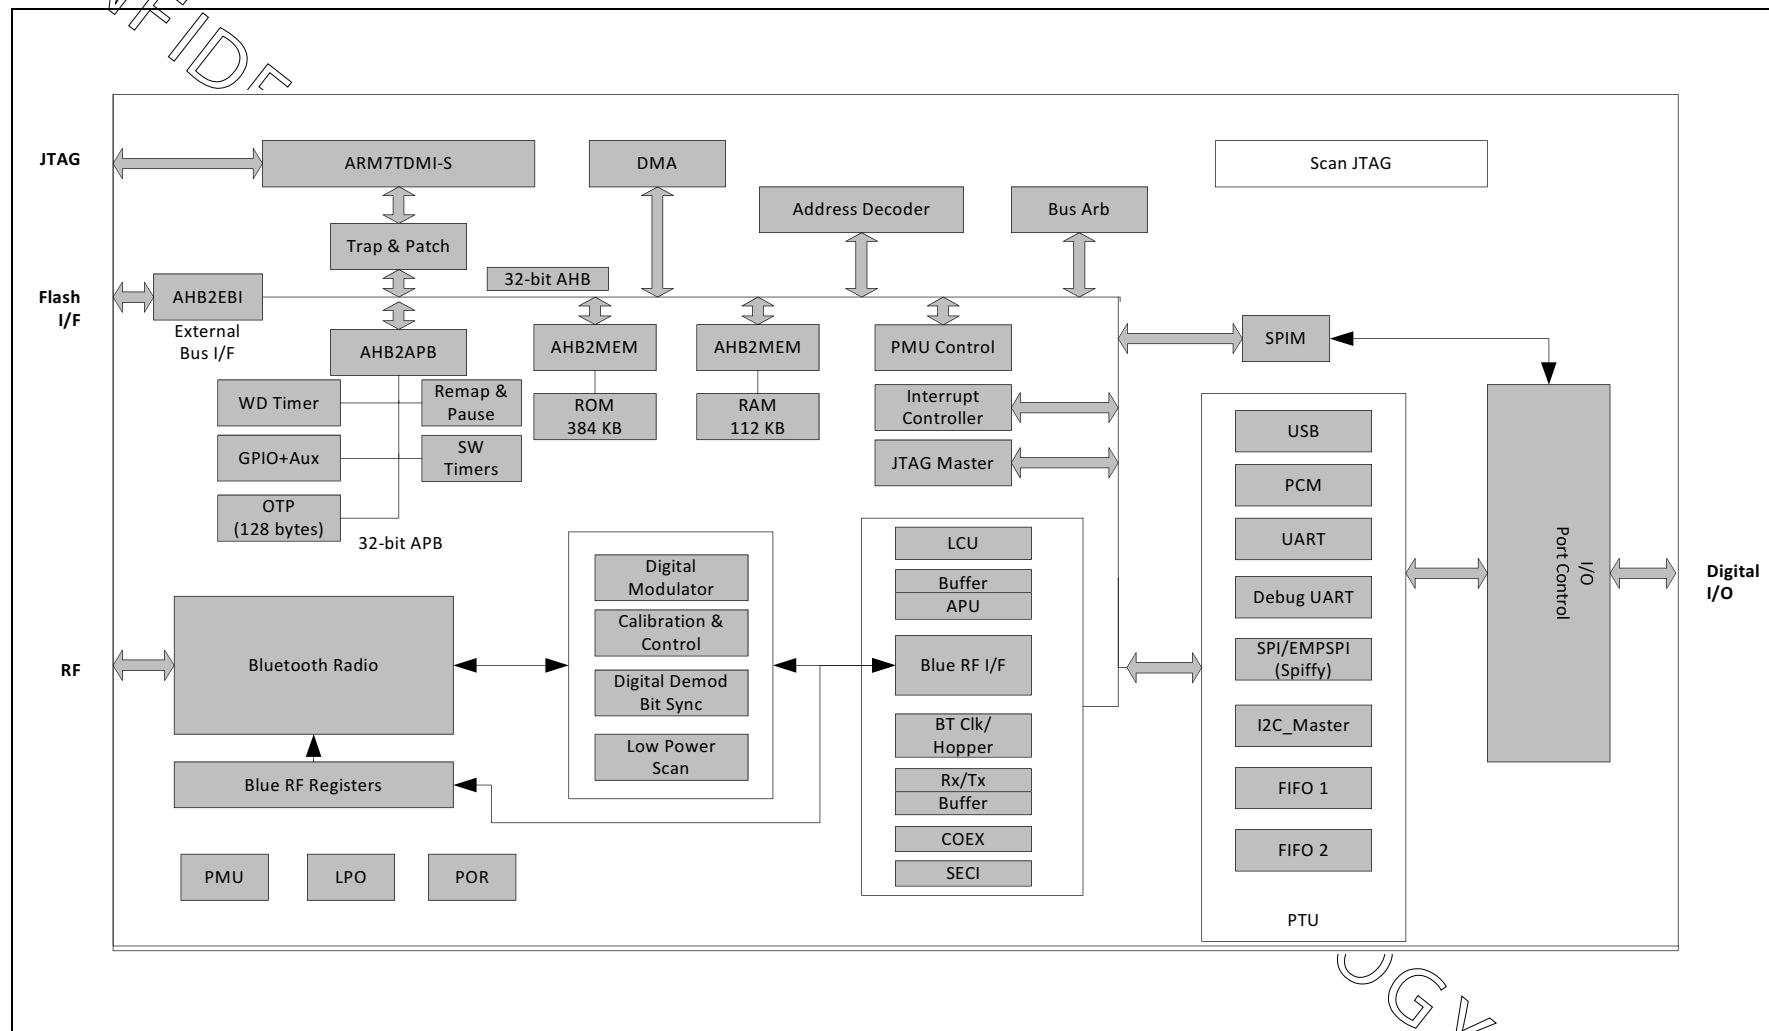 JTAG
ARM7TDMI-S
DMA
Scan JTAG
Address Decoder
Bus Arb
Trap & Patch
32-bit AHB
Flash
I/F
AHB2EBI
External
Bus I/F
AHB2APB
AHB2MEM
AHB2MEM
PMU Control
SPIM
WD Timer
Remap &
Pause
ROM
384 KB
RAM
112 KB
Interrupt
Controller
GPIO+Aux
SW
Timers
JTAG Master
OTP
(128 bytes)
32-bit APB
USB
PCM
UART
Debug UART
SPI/EMPSPI
(Spiffy)
I2C_Master
FIFO 1
FIFO 2
PTU
I/O
Port Control
Digital
I/O
LCU
Buffer
APU
Blue RF I/F
BT Clk/
Hopper
Rx/Tx
Buffer
COEX
SECI
Digital
Modulator
Calibration &
Control
Digital Demod
Bit Sync
Low Power
Scan
RF
Bluetooth Radio
Blue RF Registers
PMU
LPO
POR